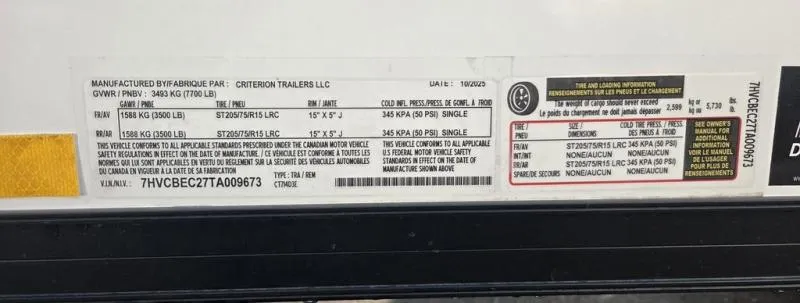 MANUFACTURED BY/FABRIQUE PAR : CRITERION TRAILERS LLC DATE : 10/2025
GVWR / PNBV : 3493 KG (7700 LB)
GAWR / PNBE TIRE / PNEU RIM / JANTE COLD INFL. PRESS./PRESS. DE GONFL. À FROID
FR/AV 1588 KG (3500 LB) ST205/75/R15 LRC 15" X 5" J 345 KPA (50 PSI) SINGLE
RR/AR 1588 KG (3500 LB) ST205/75/R15 LRC 15" X 5" J 345 KPA (50 PSI) SINGLE
THIS VEHICLE CONFORMS TO ALL APPLICABLE STANDARDS PRESCRIBED UNDER THE CANADIAN MOTOR VEHICLE
SAFETY REGULATIONS IN EFFECT ON THE DATE OF MANUFACTURE. / CE VÉHICULE EST CONFORME À
TOUTES LES NORMES QUI LUI SONT APPLICABLES EN VERTU DU RÈGLEMENT SUR LA SÉCURITÉ DES VÉHICULES AUTOMOBILES
DU CANADA EN VIGUEUR À LA DATE DE SA FABRICATION.
THIS VEHICLE CONFORMS TO ALL APPLICABLE
U.S FEDERAL MOTOR VEHICLE SAFETY
STANDARDS IN EFFECT ON THE DATE OF
MANUFACTURE SHOWN ABOVE
V.I.N/N.I.V. : 7HVCBEC27TA009673 TYPE : TRA / REM
CTZM4D3E
TIRE AND LOADING INFORMATION
RENSEIGNEMENTS SUR LES PNEUS ET LE CHARGEMENT
The weight of cargo should never exceed
Le poids du chargement ne doit jamais dépasser 2,599 kg or kg ou 5,730 lbs. lb.
TIRE / PNEU SIZE / DIMENSIONS COLD TIRE PRESS. / PRESS. DES PNEUS À FROID
FR/AV ST205/75/R15 LRC 345 KPA (50 PSI)
INT/INT NONE/AUCUN NONE/AUCUN
RR/AR ST205/75/R15 LRC 345 KPA (50 PSI)
SPARE/DE SECOURS NONE/AUCUN NONE/AUCUN
SEE OWNER'S
MANUAL FOR
ADDITIONAL
INFORMATION
VOIR LE MANUEL
DE L'USAGER
POUR PLUS DE
RENSEIGNEMENTS
7HVCBEC27TA009673